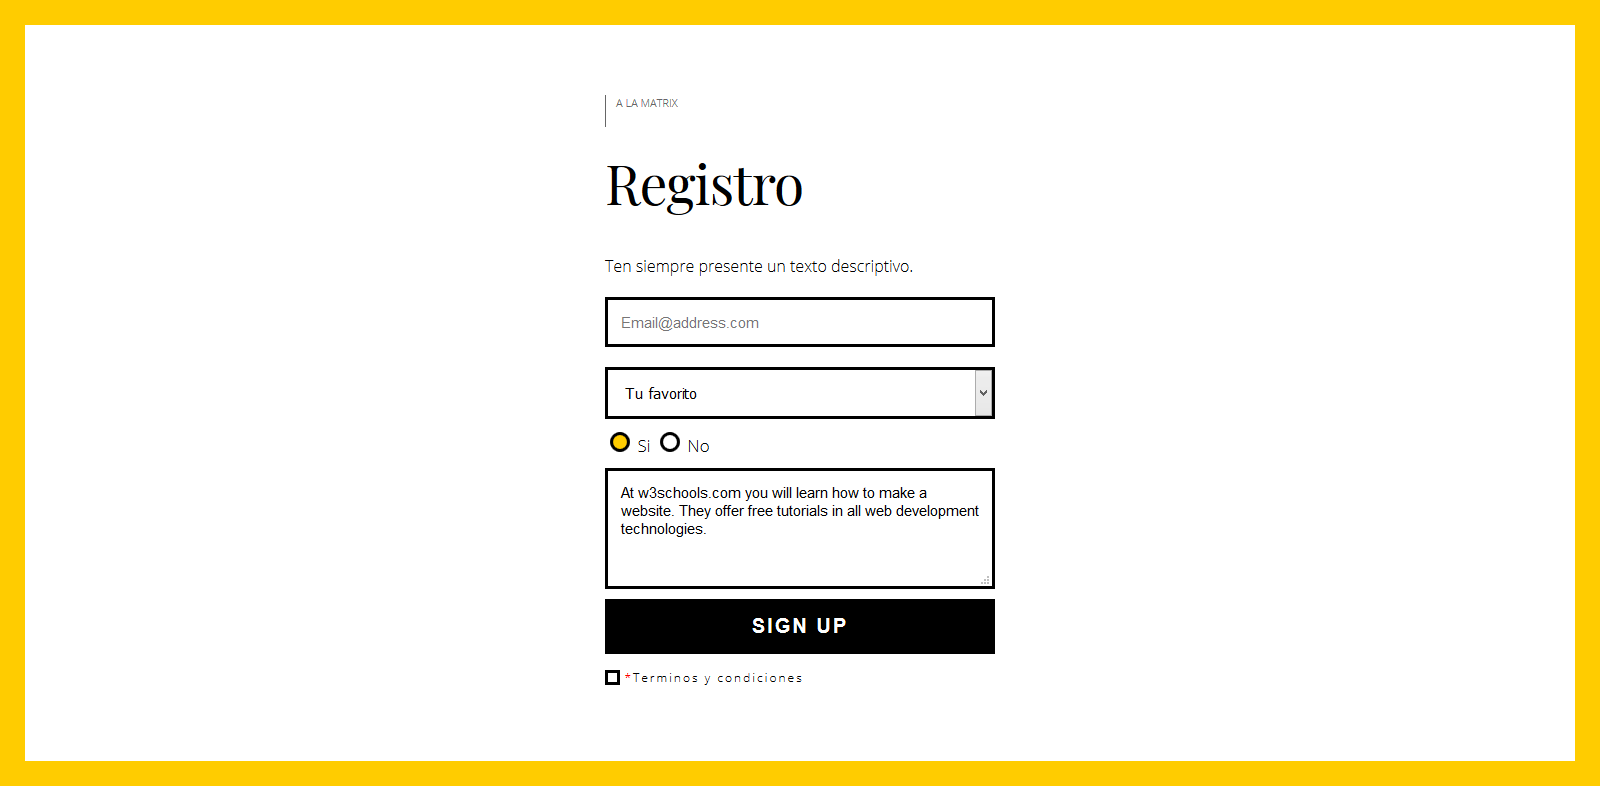 A LA MATRIX
Registro
Ten siempre presente un texto descriptivo.
Email@address.com
Tu favorito
Si No
At w3schools.com you will learn how to make a
website. They offer free tutorials in all web development
technologies.
SIGN UP
*Terminos y condiciones